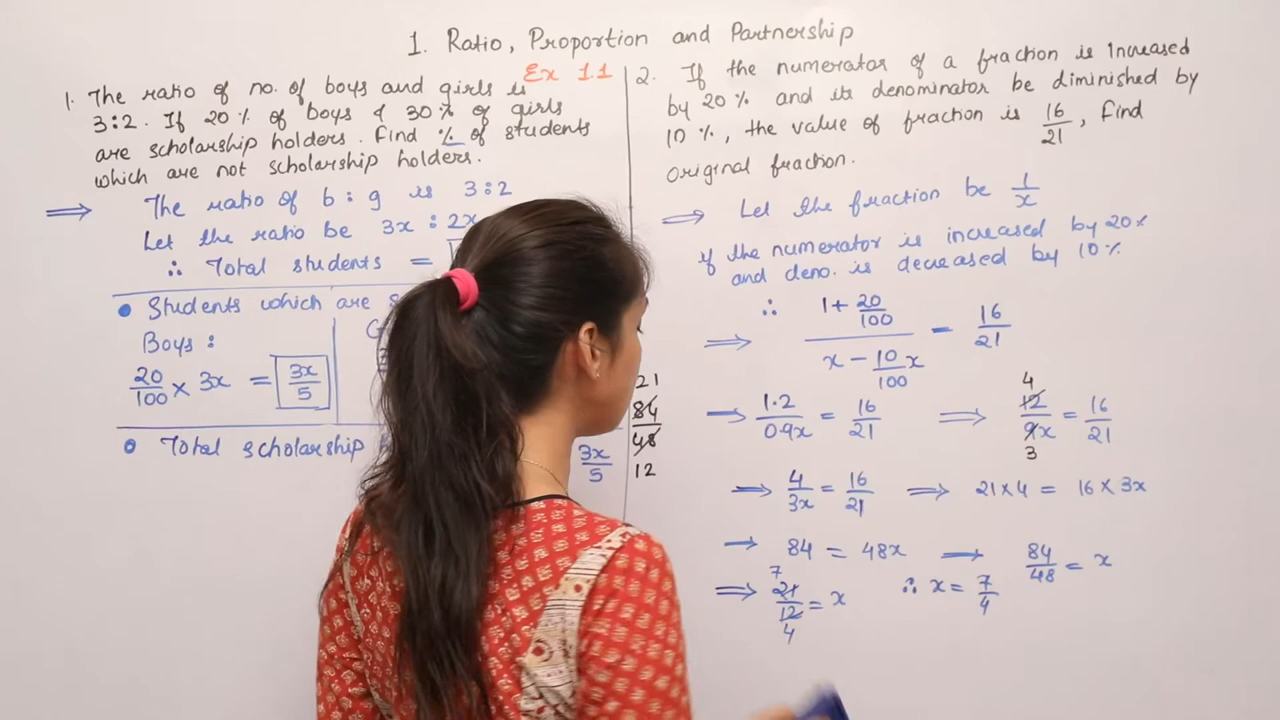 1. Ratio, Proportion and Partnership
Ex 1.1
1. The ratio of no. of boys and girls is
3:2. If 20% of boys & 30% of girls
are scholarship holders. Find % of students
which are not scholarship holders.
⇒ The ratio of b:g is 3:2
Let the ratio be 3x : 2x
∴ Total students =
• Students which are
Boys :
20/100 × 3x = 3x/5
• Total scholarship
3x/5
21
84/48
12
2. If the numerator of a fraction is increased
by 20% and its denominator be diminished by
10%, the value of fraction is 16/21, find
original fraction.
⇒ Let the fraction be 1/x
if the numerator is increased by 20%
and deno. is decreased by 10%
∴
⇒ (1 + 20/100)/(x - 10/100 x) = 16/21
→ 1.2/0.9x = 16/21 ⇒ 12/9x = 16/21
4
3
⇒ 4/3x = 16/21 ⇒ 21×4 = 16×3x
→ 84 = 48x → 84/48 = x
7
⇒ 21/12 = x ∴ x = 7/4
4